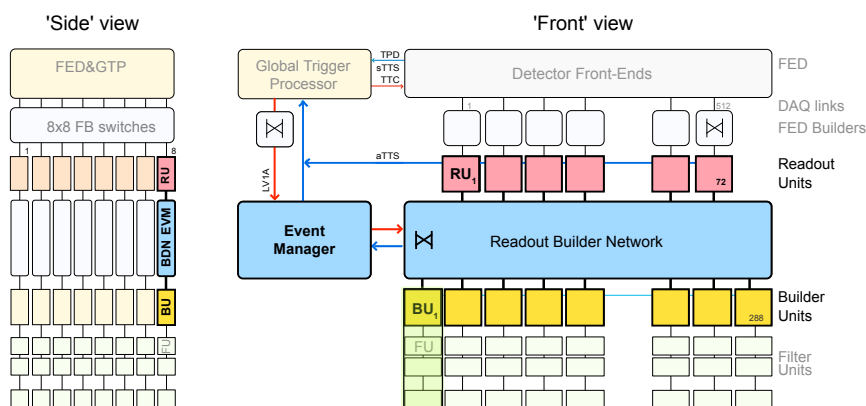 'Side' view
'Front' view
FED&GTP
8x8 FB switches
1
8
RU
BDN EVM
BU
FU
Global Trigger
Processor
TPD
sTTS
TTC
Detector Front-Ends
FED
1
512
DAQ links
FED Builders
LV1A
aTTS
RU1
72
Readout
Units
Event
Manager
Readout Builder Network
BU1
288
Builder
Units
FU
Filter
Units